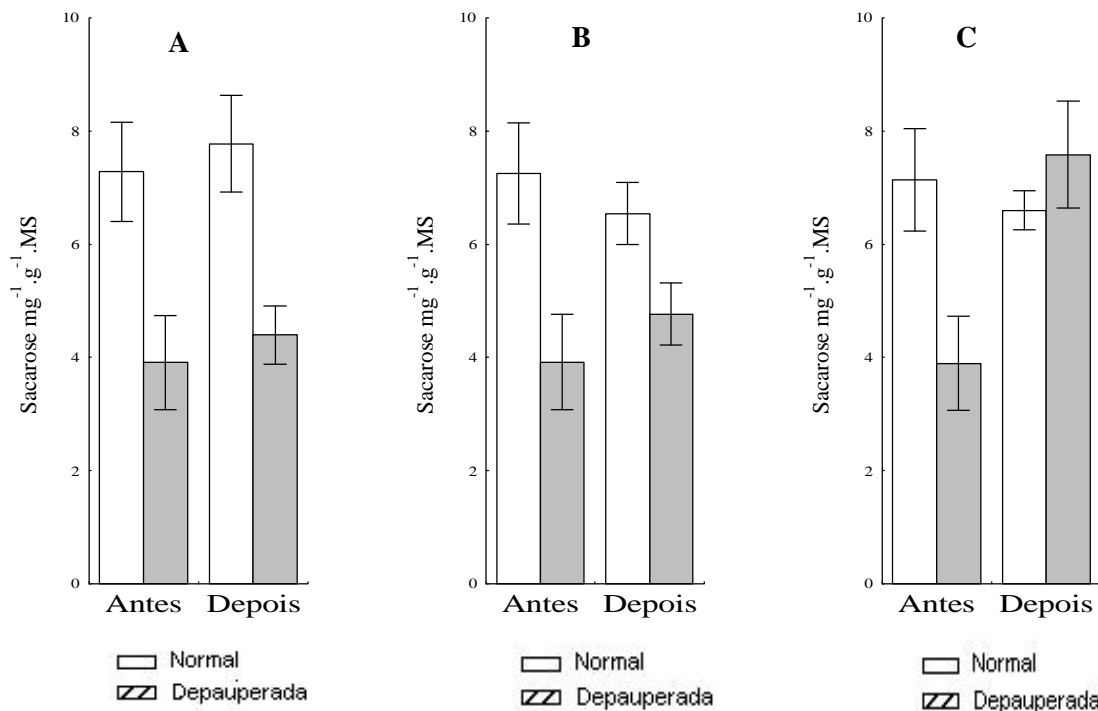 A
10
8
6
4
2
0
Sacarose mg⁻¹.g⁻¹.MS
Antes Depois
Normal
Depauperada
B
10
8
6
4
2
0
Sacarose mg⁻¹.g⁻¹.MS
Antes Depois
Normal
Depauperada
C
10
8
6
4
2
0
Sacarose mg⁻¹.g⁻¹.MS
Antes Depois
Normal
Depauperada